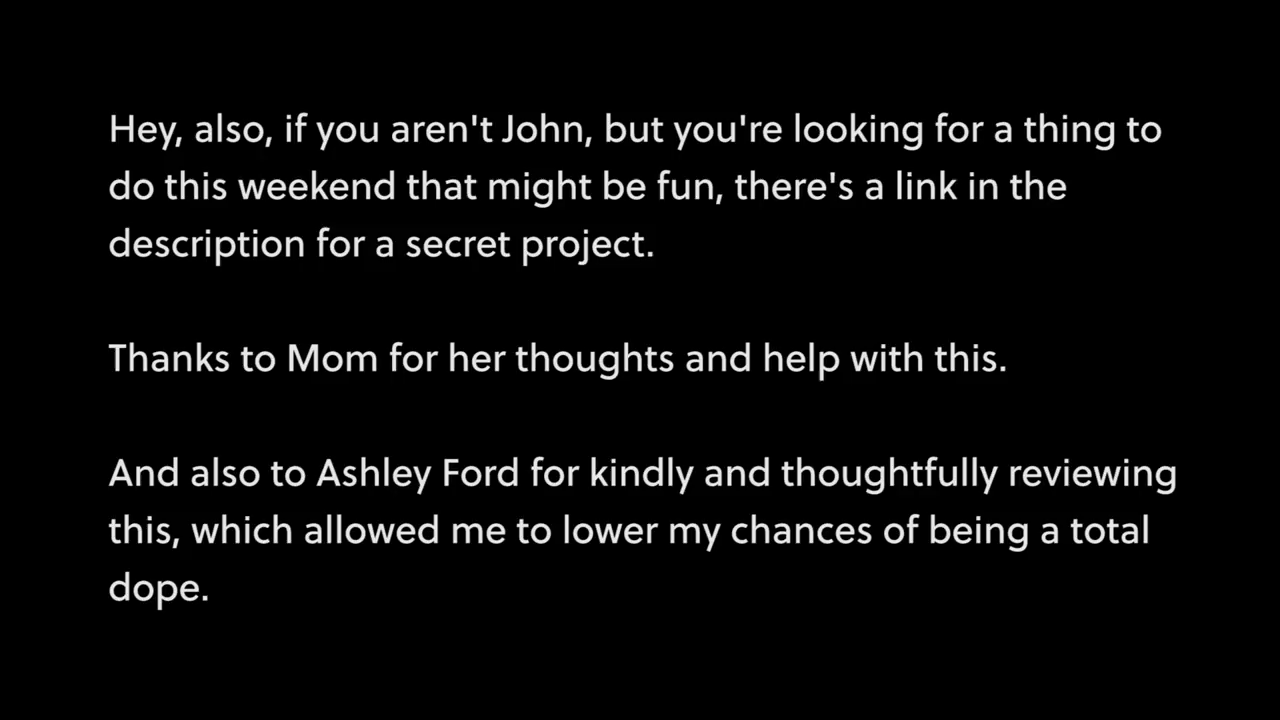 Hey, also, if you aren't John, but you're looking for a thing to
do this weekend that might be fun, there's a link in the
description for a secret project.
Thanks to Mom for her thoughts and help with this.
And also to Ashley Ford for kindly and thoughtfully reviewing
this, which allowed me to lower my chances of being a total
dope.